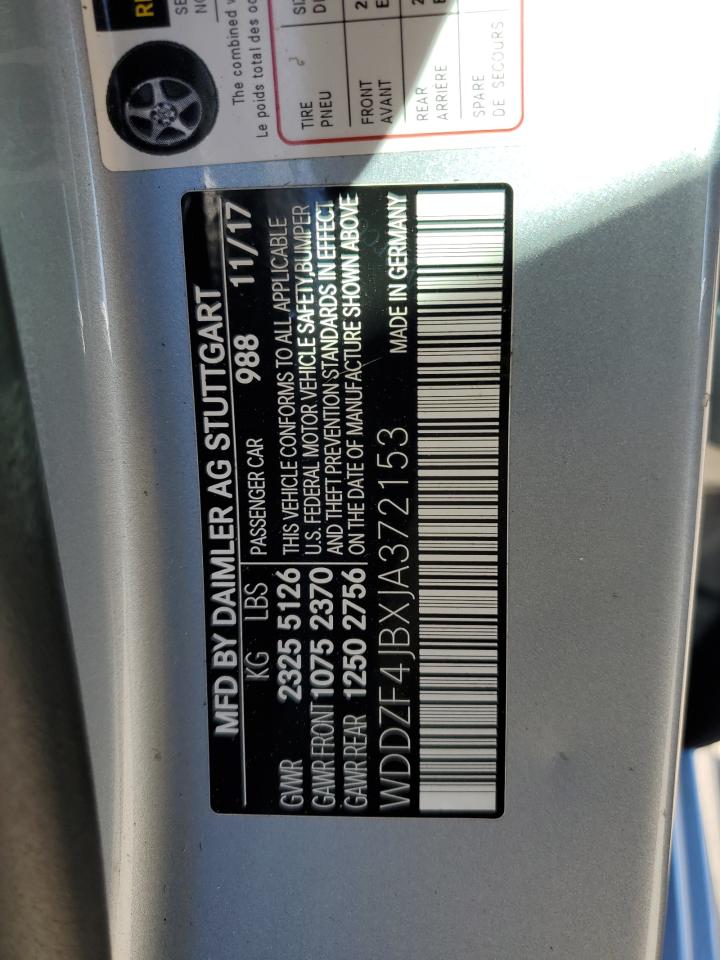 The combined
Le poids total des
TIRE
PNEU
FRONT
AVANT
REAR
ARRIÈRE
SPARE
DE SECOURS
MFD BY DAIMLER AG STUTTGART
KG LBS PASSENGER CAR 988 11/17
GVWR 2325 5126 THIS VEHICLE CONFORMS TO ALL APPLICABLE
GAWR FRONT 1075 2370 U.S. FEDERAL MOTOR VEHICLE SAFETY,BUMPER
AND THEFT PREVENTION STANDARDS IN EFFECT
GAWR REAR 1250 2756 ON THE DATE OF MANUFACTURE SHOWN ABOVE
WDDZF4JBXJA372153 MADE IN GERMANY